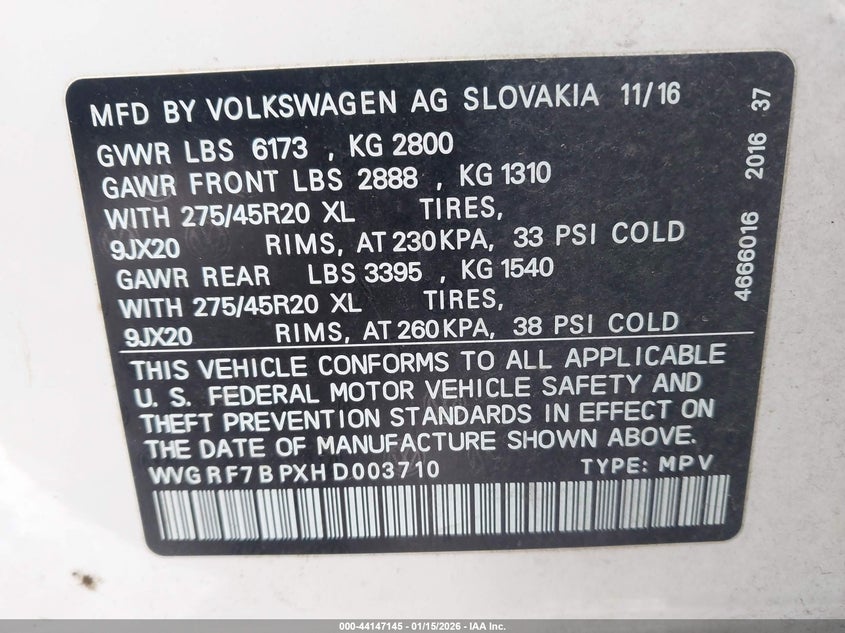 MFD BY VOLKSWAGEN AG SLOVAKIA 11/16
GVWR LBS 6173 , KG 2800
GAWR FRONT LBS 2888 , KG 1310
WITH 275/45R20 XL TIRES,
9JX20 RIMS, AT 230KPA, 33 PSI COLD
GAWR REAR LBS 3395 , KG 1540
WITH 275/45R20 XL TIRES,
9JX20 RIMS, AT 260KPA, 38 PSI COLD
THIS VEHICLE CONFORMS TO ALL APPLICABLE
U. S. FEDERAL MOTOR VEHICLE SAFETY AND
THEFT PREVENTION STANDARDS IN EFFECT ON
THE DATE OF MANUFACTURE SHOWN ABOVE.
WVGRF7BPXHD003710 TYPE: MPV
4666016 2016 37
000-44147145 - 01/15/2026 - IAA Inc.